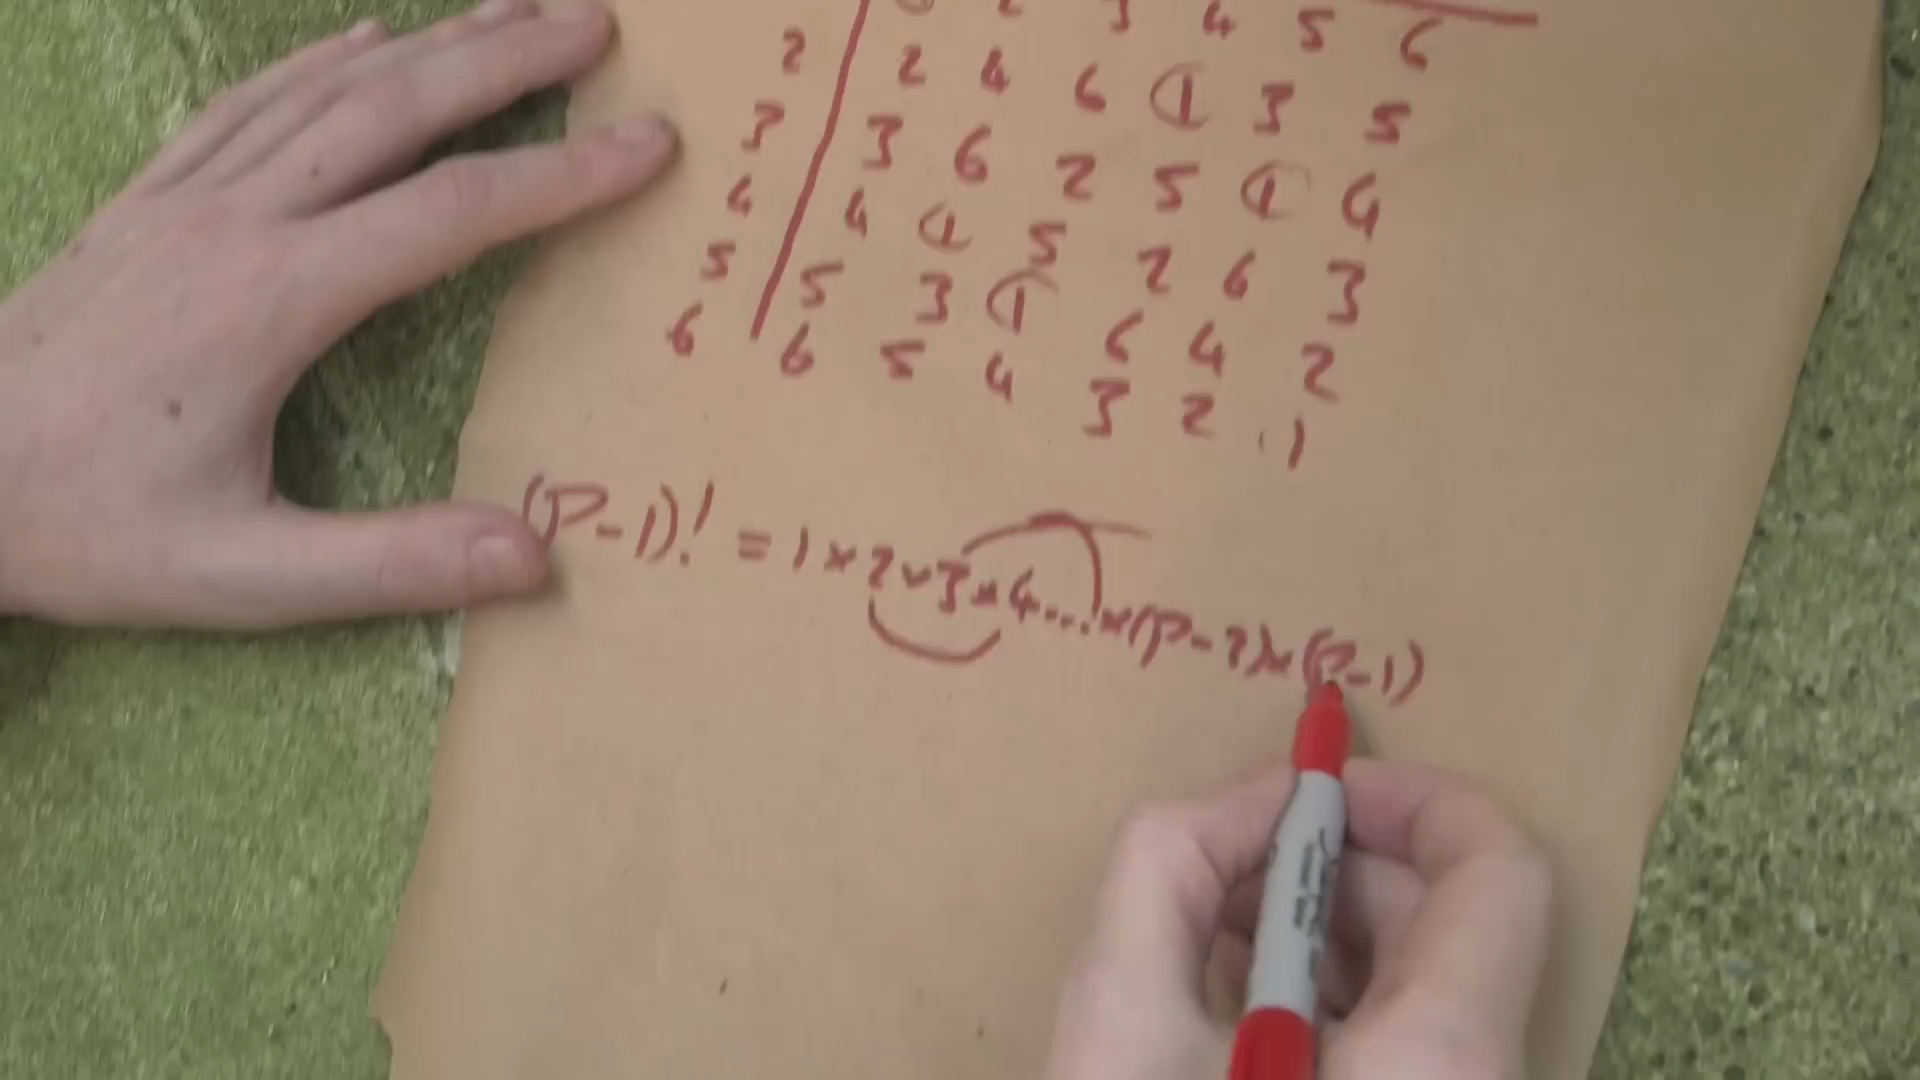 2 3 4 5 6
2 2 4 6 1 3 5
3 3 6 2 5 1 4
4 4 1 5 2 6 3
5 5 3 1 6 4 2
6 6 5 4 3 2 1
(P-1)! = 1 × 2 × 3 × 4 ... × (P-2) × (P-1)